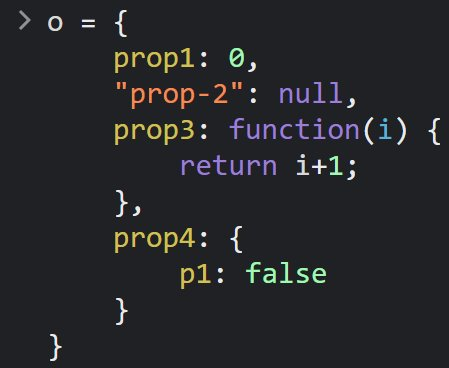 > o = {
    prop1: 0,
    "prop-2": null,
    prop3: function(i) {
        return i+1;
    },
    prop4: {
        p1: false
    }
}